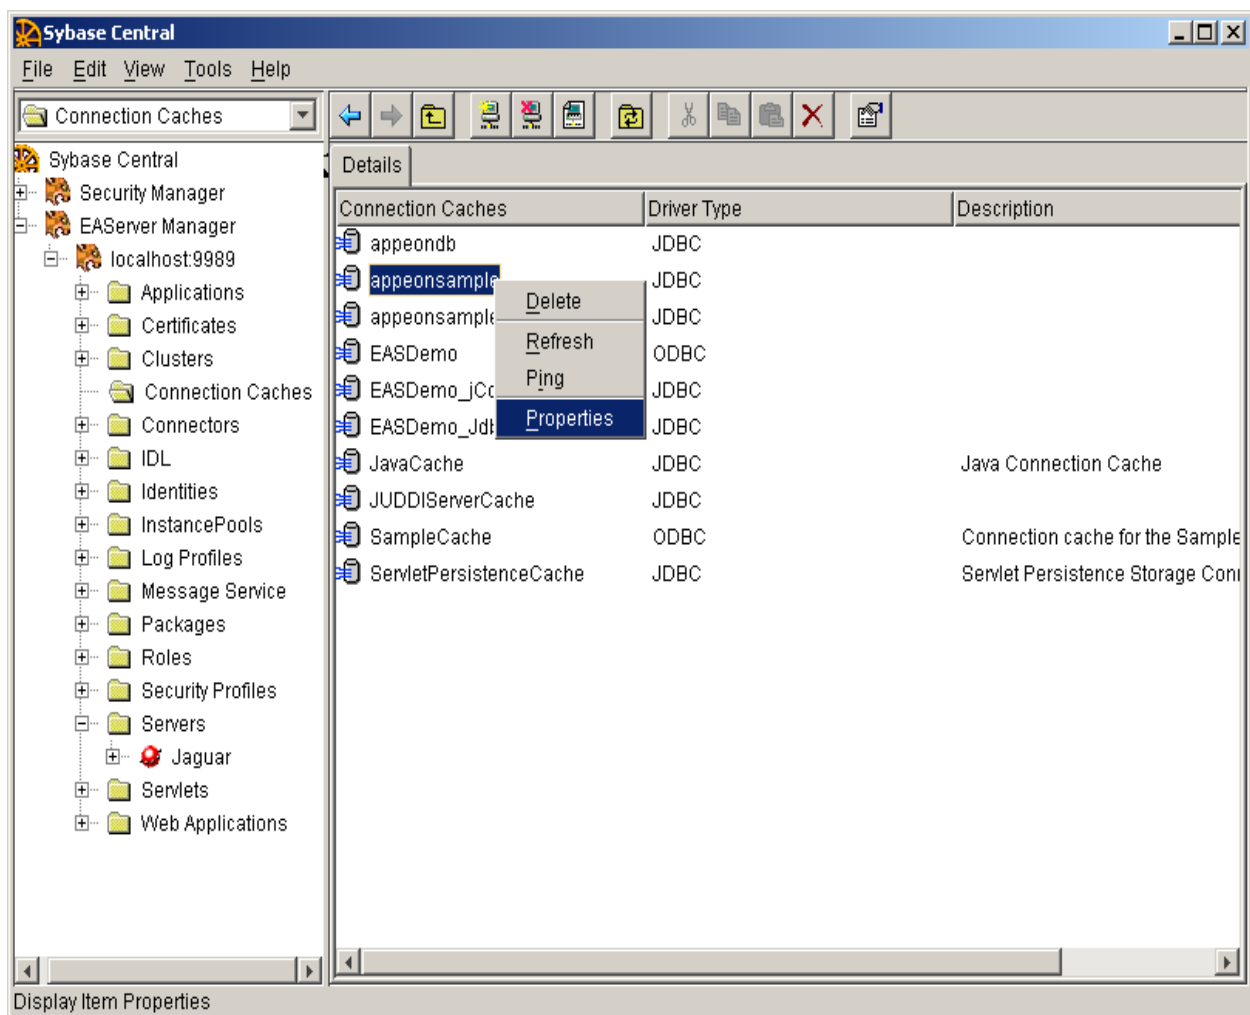 Sybase Central
File Edit View Tools Help
Connection Caches
Sybase Central
Security Manager
EAServer Manager
localhost:9989
Applications
Certificates
Clusters
Connection Caches
Connectors
IDL
Identities
InstancePools
Log Profiles
Message Service
Packages
Roles
Security Profiles
Servers
Jaguar
Servlets
Web Applications
Details
Connection Caches Driver Type Description
appeondb JDBC
appeonsample JDBC
appeonsample JDBC
EASDemo ODBC
EASDemo_jCo JDBC
EASDemo_Jdb JDBC
JavaCache JDBC Java Connection Cache
JUDDIServerCache JDBC
SampleCache ODBC Connection cache for the Sample
ServletPersistenceCache JDBC Servlet Persistence Storage Conn
Delete
Refresh
Ping
Properties
Display Item Properties